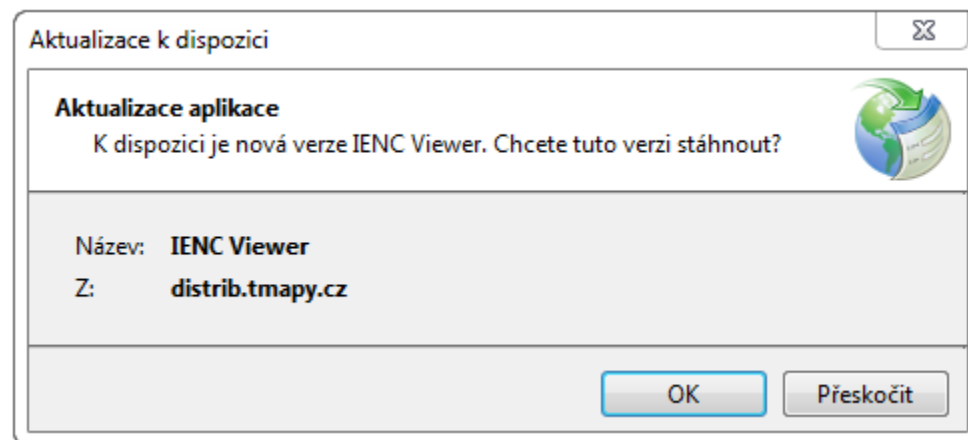 Aktualizace k dispozici
Aktualizace aplikace
K dispozici je nová verze IENC Viewer. Chcete tuto verzi stáhnout?
Název: IENC Viewer
Z: distrib.tmapy.cz
OK Přeskočit